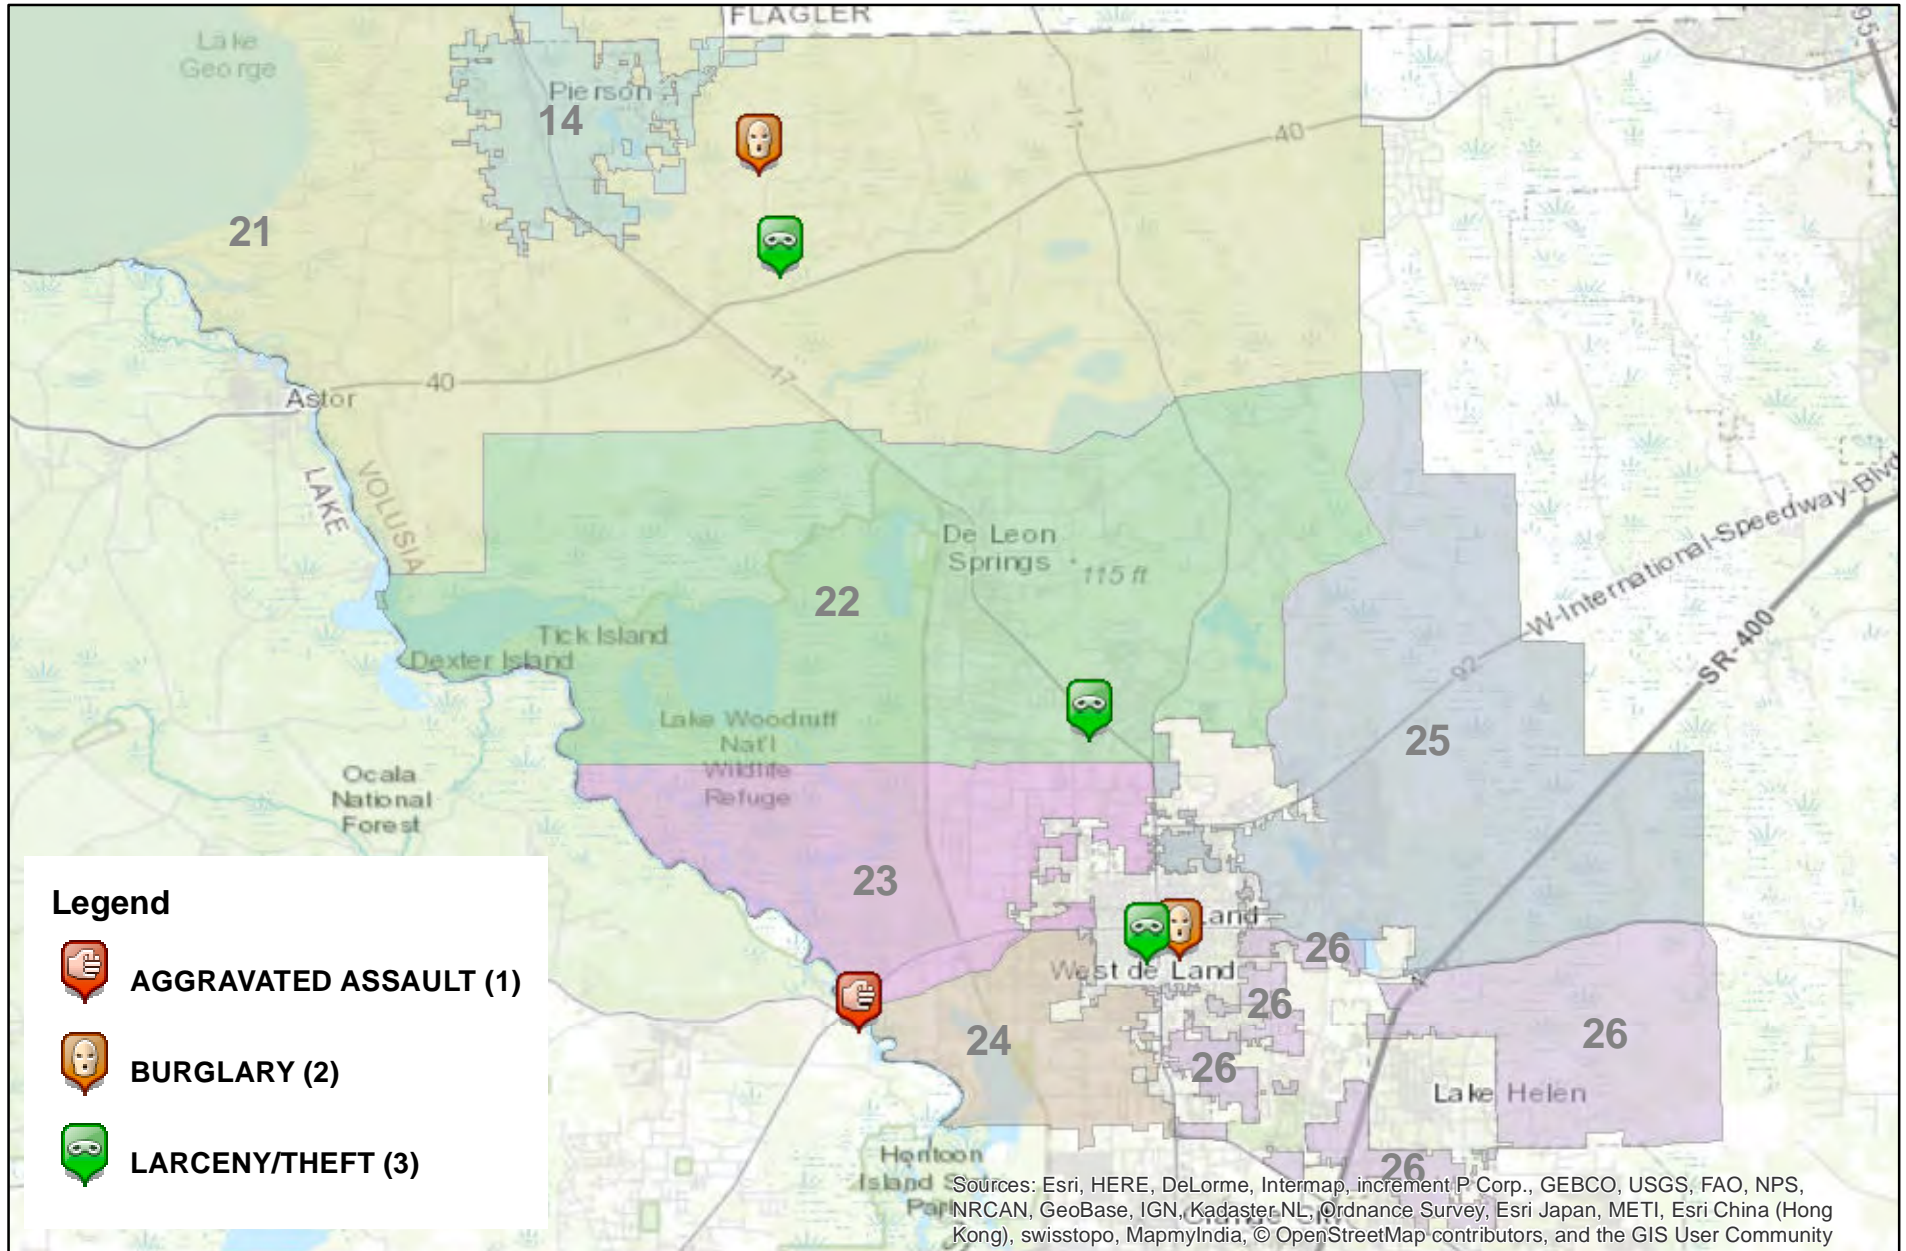 FLAGLER
95
Lake
George
Pierson
14
11
40
21
40
17
Astor
LAKE
VOLUSIA
De Leon
Springs
115 ft
22
W-International-Speedway-Blvd
Tick Island
Dexter Island
92
SR-400
Lake Woodruff
Nat'l
Wildlife
Refuge
25
Ocala
National
Forest
23
Legend
AGGRAVATED ASSAULT (1)
BURGLARY (2)
LARCENY/THEFT (3)
Land
West de Land
26
4
26
26
24
26
Lake Helen
Hontoon
Island
26
Sources: Esri, HERE, DeLorme, Intermap, increment P Corp., GEBCO, USGS, FAO, NPS,
NRCAN, GeoBase, IGN, Kadaster NL, Ordnance Survey, Esri Japan, METI, Esri China (Hong
Kong), swisstopo, MapmyIndia, © OpenStreetMap contributors, and the GIS User Community